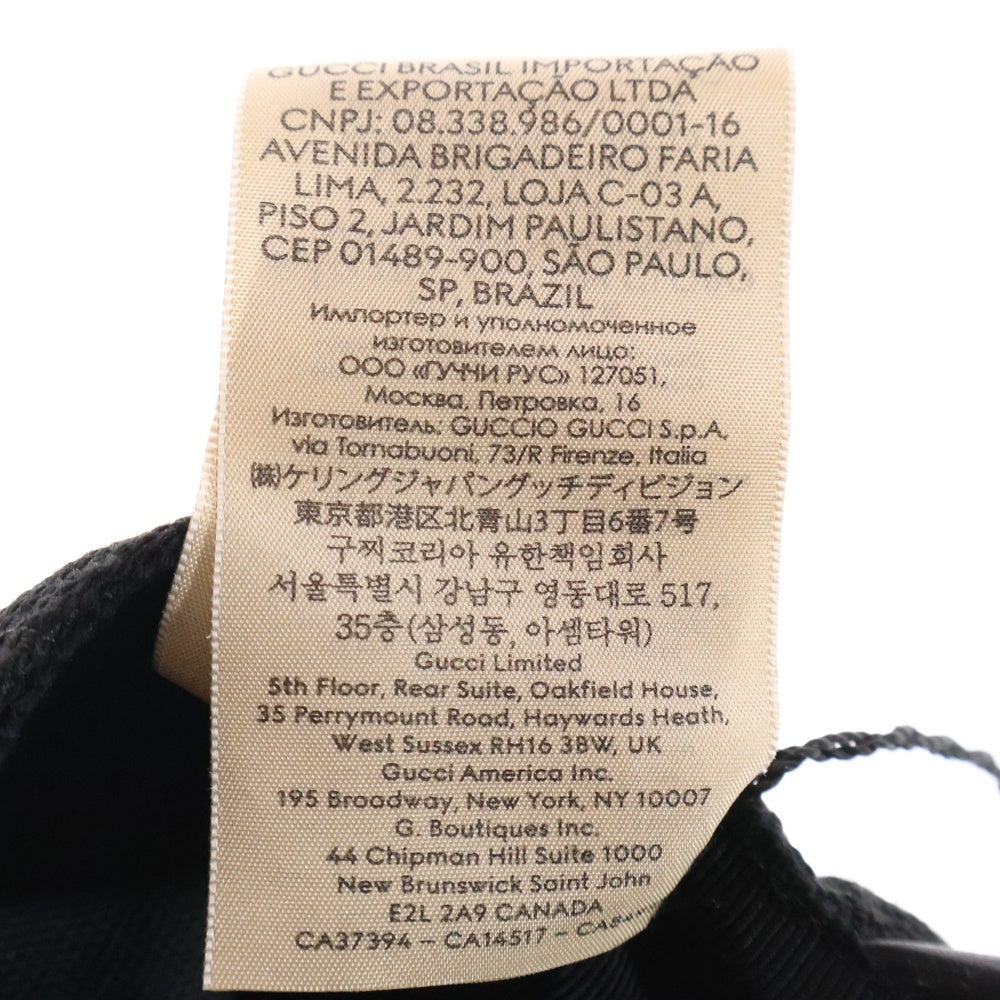 GUCCI BRASIL IMPORTAÇÃO
E EXPORTAÇÃO LTDA
CNPJ: 08.338.986/0001-16
AVENIDA BRIGADEIRO FARIA
LIMA, 2.232, LOJA C-03 A,
PISO 2, JARDIM PAULISTANO,
CEP 01489-900, SÃO PAULO,
SP, BRAZIL
Импортер и уполномоченное
изготовителем лицо:
ООО «ГУЧЧИ РУС» 127051,
Москва, Петровка, 16
Изготовитель: GUCCIO GUCCI S.p.A.
via Tornabuoni, 73/R Firenze, Italia
㈱ケリングジャパングッチディビジョン
東京都港区北青山3丁目6番7号
구찌코리아 유한책임회사
서울특별시 강남구 영동대로 517,
35층(삼성동, 아셈타워)
Gucci Limited
5th Floor, Rear Suite, Oakfield House,
35 Perrymount Road, Haywards Heath,
West Sussex RH16 3BW, UK
Gucci America Inc.
195 Broadway, New York, NY 10007
G. Boutiques Inc.
44 Chipman Hill Suite 1000
New Brunswick Saint John
E2L 2A9 CANADA
CA37394 – CA14517 –